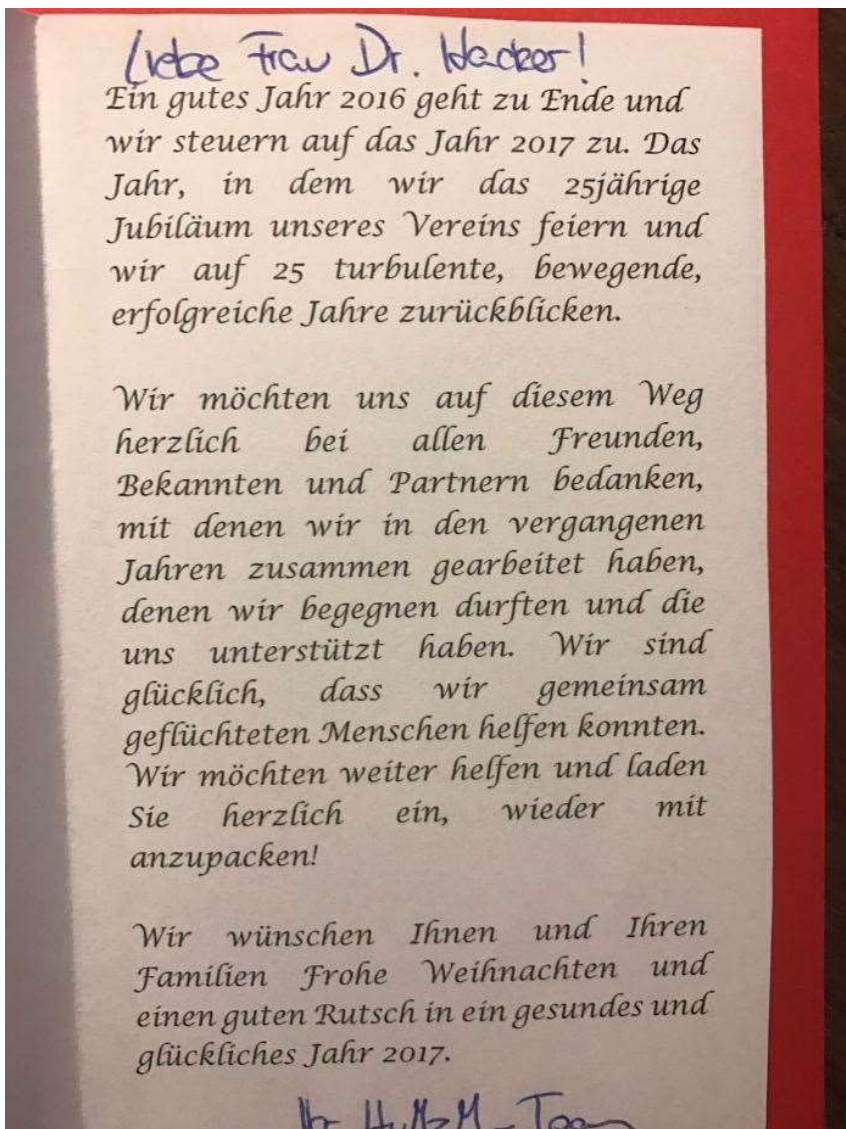 Liebe Frau Dr. Hacker!
Ein gutes Jahr 2016 geht zu Ende und
wir steuern auf das Jahr 2017 zu. Das
Jahr, in dem wir das 25jährige
Jubiläum unseres Vereins feiern und
wir auf 25 turbulente, bewegende,
erfolgreiche Jahre zurückblicken.
Wir möchten uns auf diesem Weg
herzlich bei allen Freunden,
Bekannten und Partnern bedanken,
mit denen wir in den vergangenen
Jahren zusammen gearbeitet haben,
denen wir begegnen durften und die
uns unterstützt haben. Wir sind
glücklich, dass wir gemeinsam
geflüchteten Menschen helfen konnten.
Wir möchten weiter helfen und laden
Sie herzlich ein, wieder mit
anzupacken!
Wir wünschen Ihnen und Ihren
Familien Frohe Weihnachten und
einen guten Rutsch in ein gesundes und
glückliches Jahr 2017.
Team